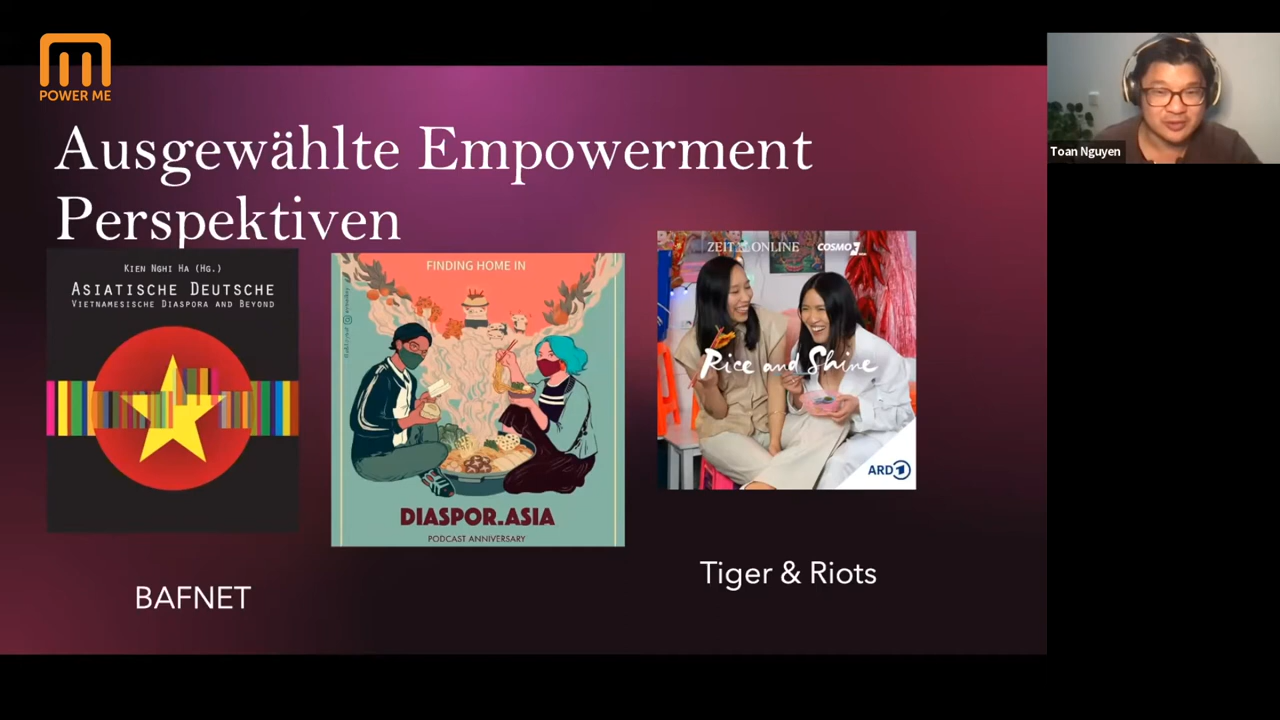 POWER ME
Ausgewählte Empowerment
Perspektiven
KIEN NGHI HA (HG.)
ASIATISCHE DEUTSCHE
VIETNAMESISCHE DIASPORA AND BEYOND
BAFNET
FINDING HOME IN
DIASPOR.ASIA
PODCAST ANNIVERSARY
ZEIT ONLINE COSMO
Rice and Shine
ARD 1
Tiger & Riots
Toan Nguyen